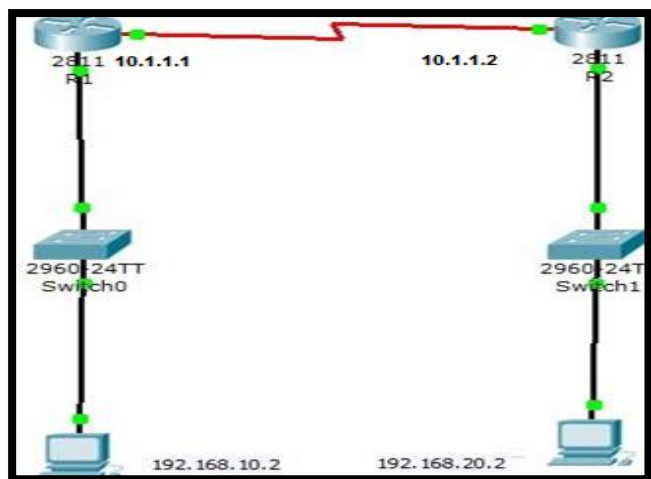 2811 10.1.1.1
R1
10.1.1.2 2811
R2
2960-24TT
Switch0
2960-24T
Switch1
192.168.10.2
192.168.20.2